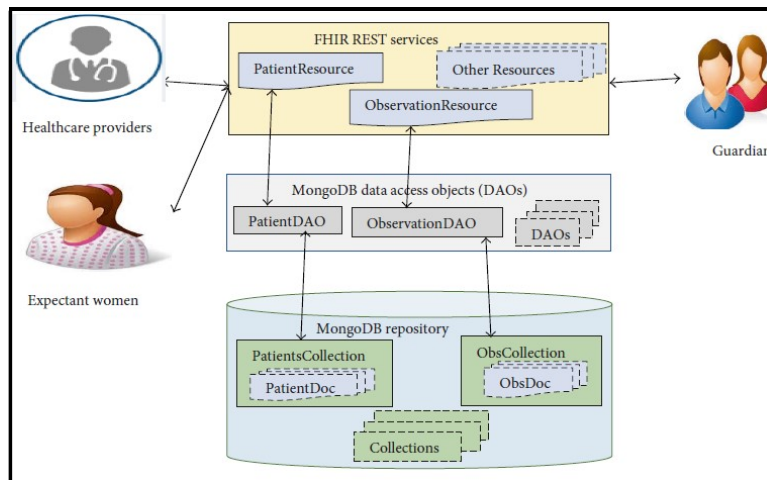 FHIR REST services
PatientResource
Other Resources
ObservationResource
Healthcare providers
Guardian
MongoDB data access objects (DAOs)
PatientDAO
ObservationDAO
DAOs
Expectant women
MongoDB repository
PatientsCollection
ObsCollection
PatientDoc
ObsDoc
Collections